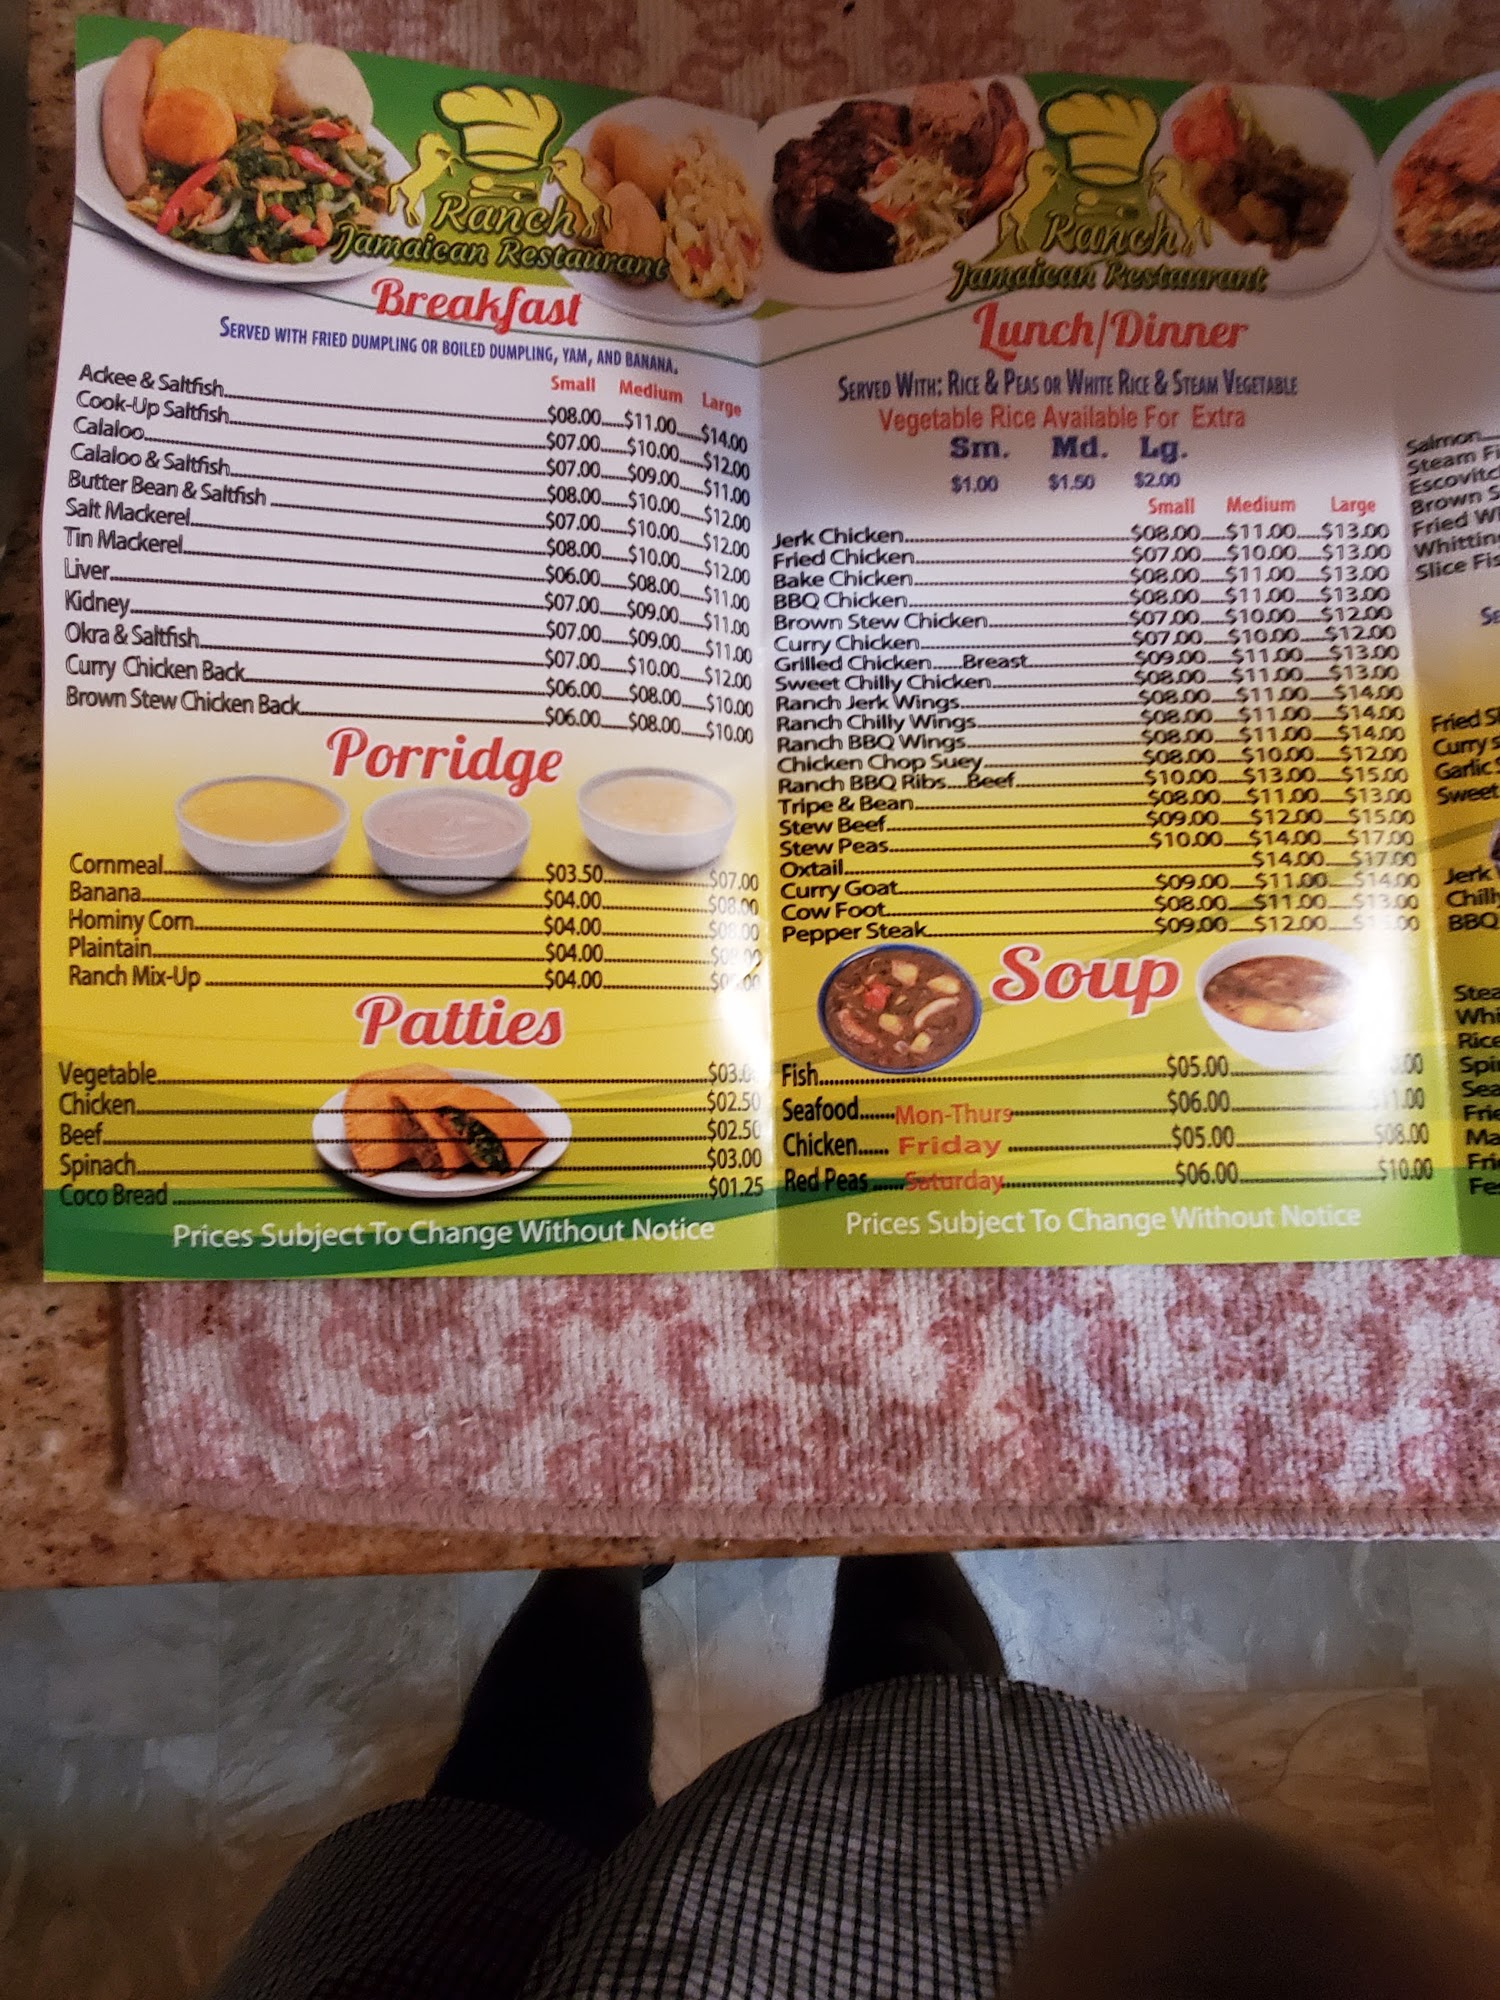 Ranch
Jamaican Restaurant
Breakfast
Served with fried dumpling or boiled dumpling, yam, and banana.
Small Medium Large
Ackee & Saltfish $08.00 $11.00 $14.00
Cook-Up Saltfish $07.00 $10.00 $12.00
Calaloo $07.00 $09.00 $11.00
Calaloo & Saltfish $08.00 $10.00 $12.00
Butter Bean & Saltfish $07.00 $10.00 $12.00
Salt Mackerel $08.00 $10.00 $12.00
Tin Mackerel $06.00 $08.00 $11.00
Liver $07.00 $09.00 $11.00
Kidney $07.00 $09.00 $11.00
Okra & Saltfish $07.00 $10.00 $12.00
Curry Chicken Back $06.00 $08.00 $10.00
Brown Stew Chicken Back $06.00 $08.00 $10.00
Porridge
Cornmeal $03.50 $07.00
Banana $04.00 $08.00
Hominy Corn $04.00 $08.00
Plaintain $04.00
Ranch Mix-Up $04.00
Patties
Vegetable
Chicken $02.50
Beef $02.50
Spinach $03.00
Coco Bread $01.25
Prices Subject To Change Without Notice
Ranch
Jamaican Restaurant
Lunch/Dinner
Served With: Rice & Peas or White Rice & Steam Vegetable
Vegetable Rice Available For Extra
Sm. Md. Lg.
$1.00 $1.50 $2.00
Small Medium Large
Jerk Chicken $08.00 $11.00 $13.00
Fried Chicken $07.00 $10.00 $13.00
Bake Chicken $08.00 $11.00 $13.00
BBQ Chicken $08.00 $11.00 $13.00
Brown Stew Chicken $07.00 $10.00 $12.00
Curry Chicken $07.00 $10.00 $12.00
Grilled Chicken......Breast $09.00 $11.00 $13.00
Sweet Chilly Chicken $08.00 $11.00 $13.00
Ranch Jerk Wings $08.00 $11.00 $14.00
Ranch Chilly Wings $08.00 $11.00 $14.00
Ranch BBQ Wings $08.00 $11.00 $14.00
Chicken Chop Suey $08.00 $10.00 $12.00
Ranch BBQ Ribs....Beef $10.00 $13.00 $15.00
Tripe & Bean $08.00 $11.00 $13.00
Stew Beef $09.00 $12.00 $15.00
Stew Peas $10.00 $14.00 $17.00
Oxtail $14.00 $17.00
Curry Goat $09.00 $11.00 $14.00
Cow Foot $08.00 $11.00 $13.00
Pepper Steak $09.00 $12.00
Soup
Fish $05.00
Seafood.......Mon-Thurs $06.00
Chicken...... Friday $05.00 $08.00
Red Peas ......Saturday $06.00 $10.00
Prices Subject To Change Without Notice
Salmon
Steam
Brown
Fried
Slice
Fried
Curry
Garlic
Sweet
Jerk
BBQ
Rice